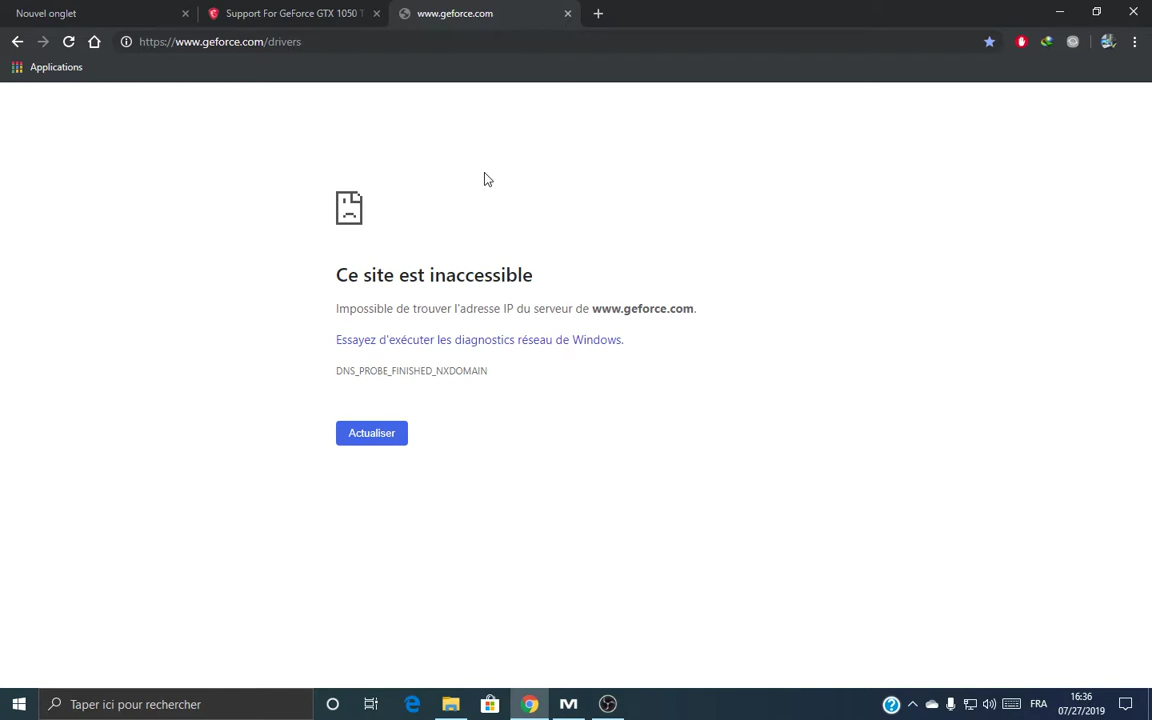 Nouvel onglet
Support For GeForce GTX 1050 T
www.geforce.com
https://www.geforce.com/drivers
Applications
Ce site est inaccessible
Impossible de trouver l'adresse IP du serveur de www.geforce.com.
Essayez d'exécuter les diagnostics réseau de Windows.
DNS_PROBE_FINISHED_NXDOMAIN
Actualiser
Taper ici pour rechercher
FRA
16:36
07/27/2019